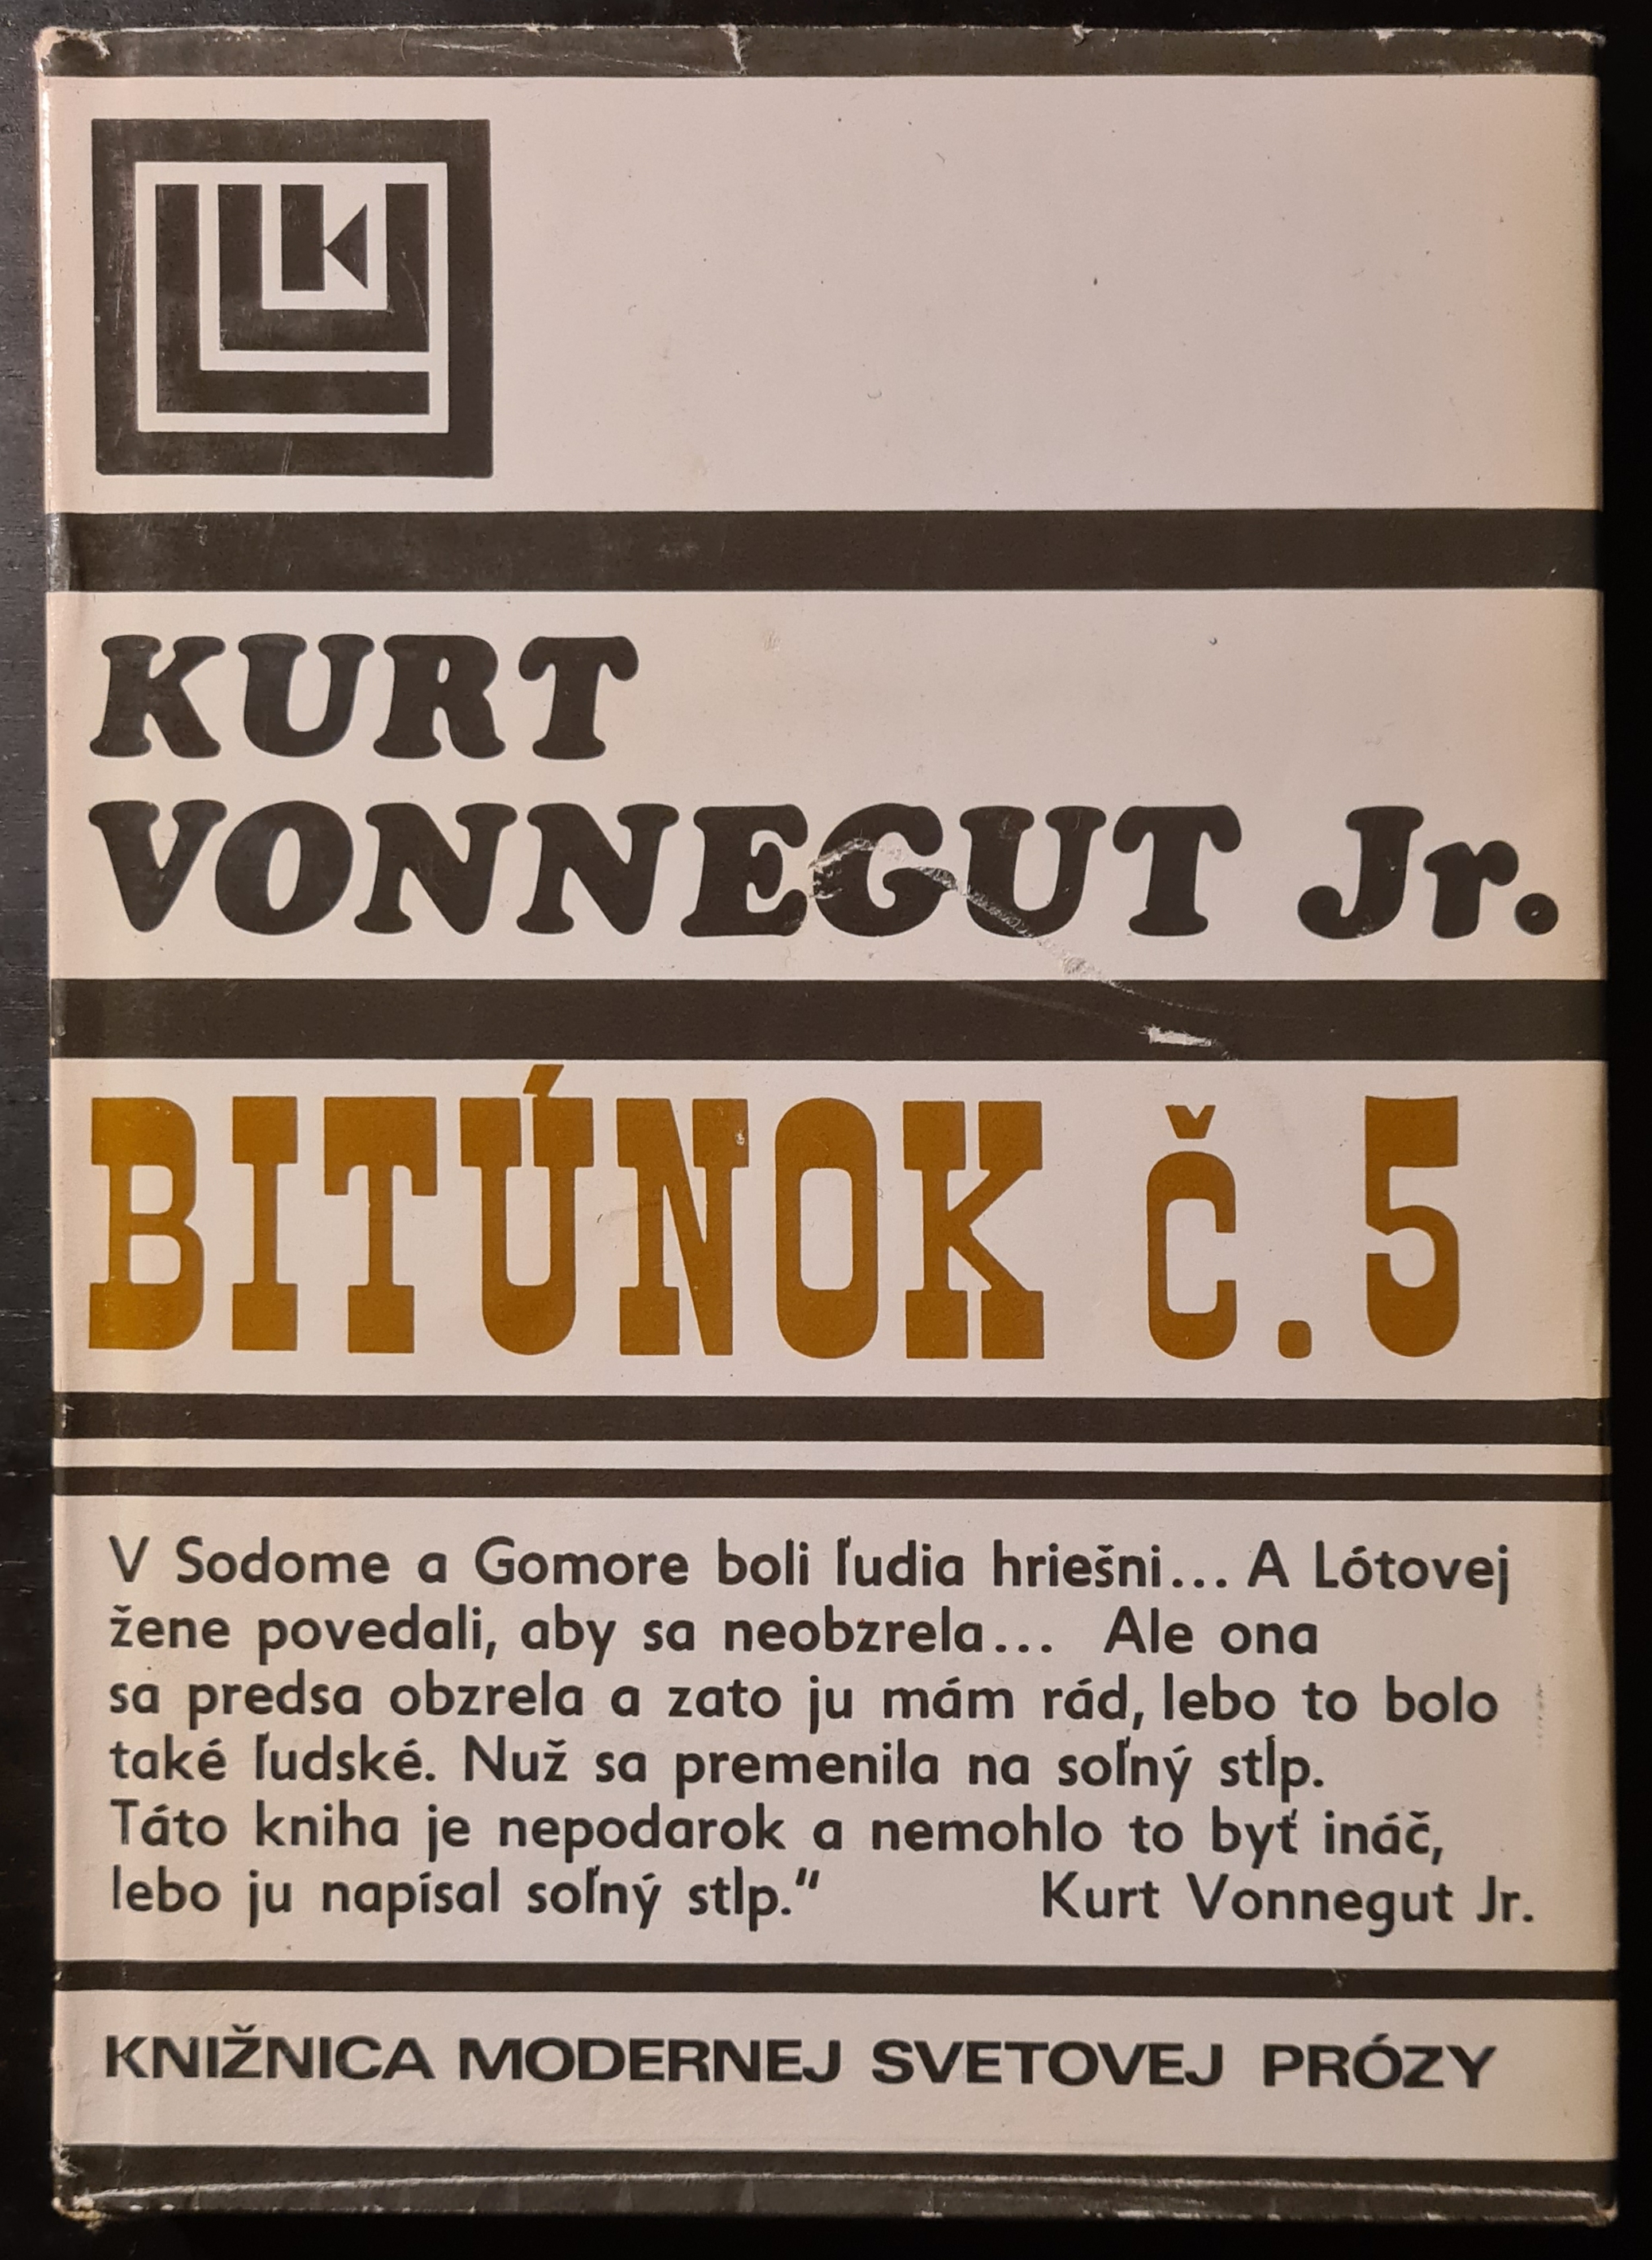 KURT
VONNEGUT Jr.
BITÚNOK č. 5
V Sodome a Gomore boli ľudia hriešni... A Lótovej
žene povedali, aby sa neobzrela... Ale ona
sa predsa obzrela a zato ju mám rád, lebo to bolo
také ľudské. Nuž sa premenila na soľný stĺp.
Táto kniha je nepodarok a nemohlo to byť ináč,
lebo ju napísal soľný stlp.“ Kurt Vonnegut Jr.
KNIŽNICA MODERNEJ SVETOVEJ PRÓZY